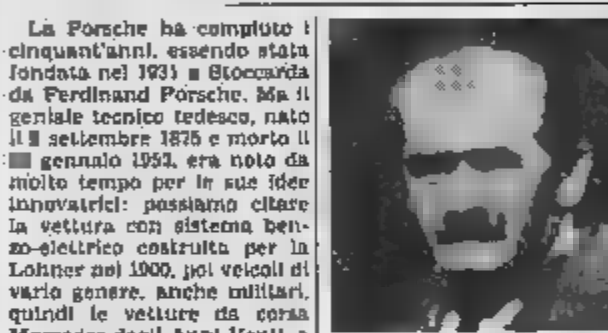 La Porsche ha compiuto i
cinquant'anni, essendo stata
fondata nel 1931 a Stoccarda
da Ferdinand Porsche. Ma il
geniale tecnico tedesco, nato
il settembre 1875 e morto il
gennaio 1951, era noto da
molto tempo per le sue idee
innovatrici: possiamo citare
la vettura con sistema ben-
zo-elettrico costruita per la
Lohner nel 1900, poi veicoli di
vario genere, anche militari,
quindi le vetture da corsa